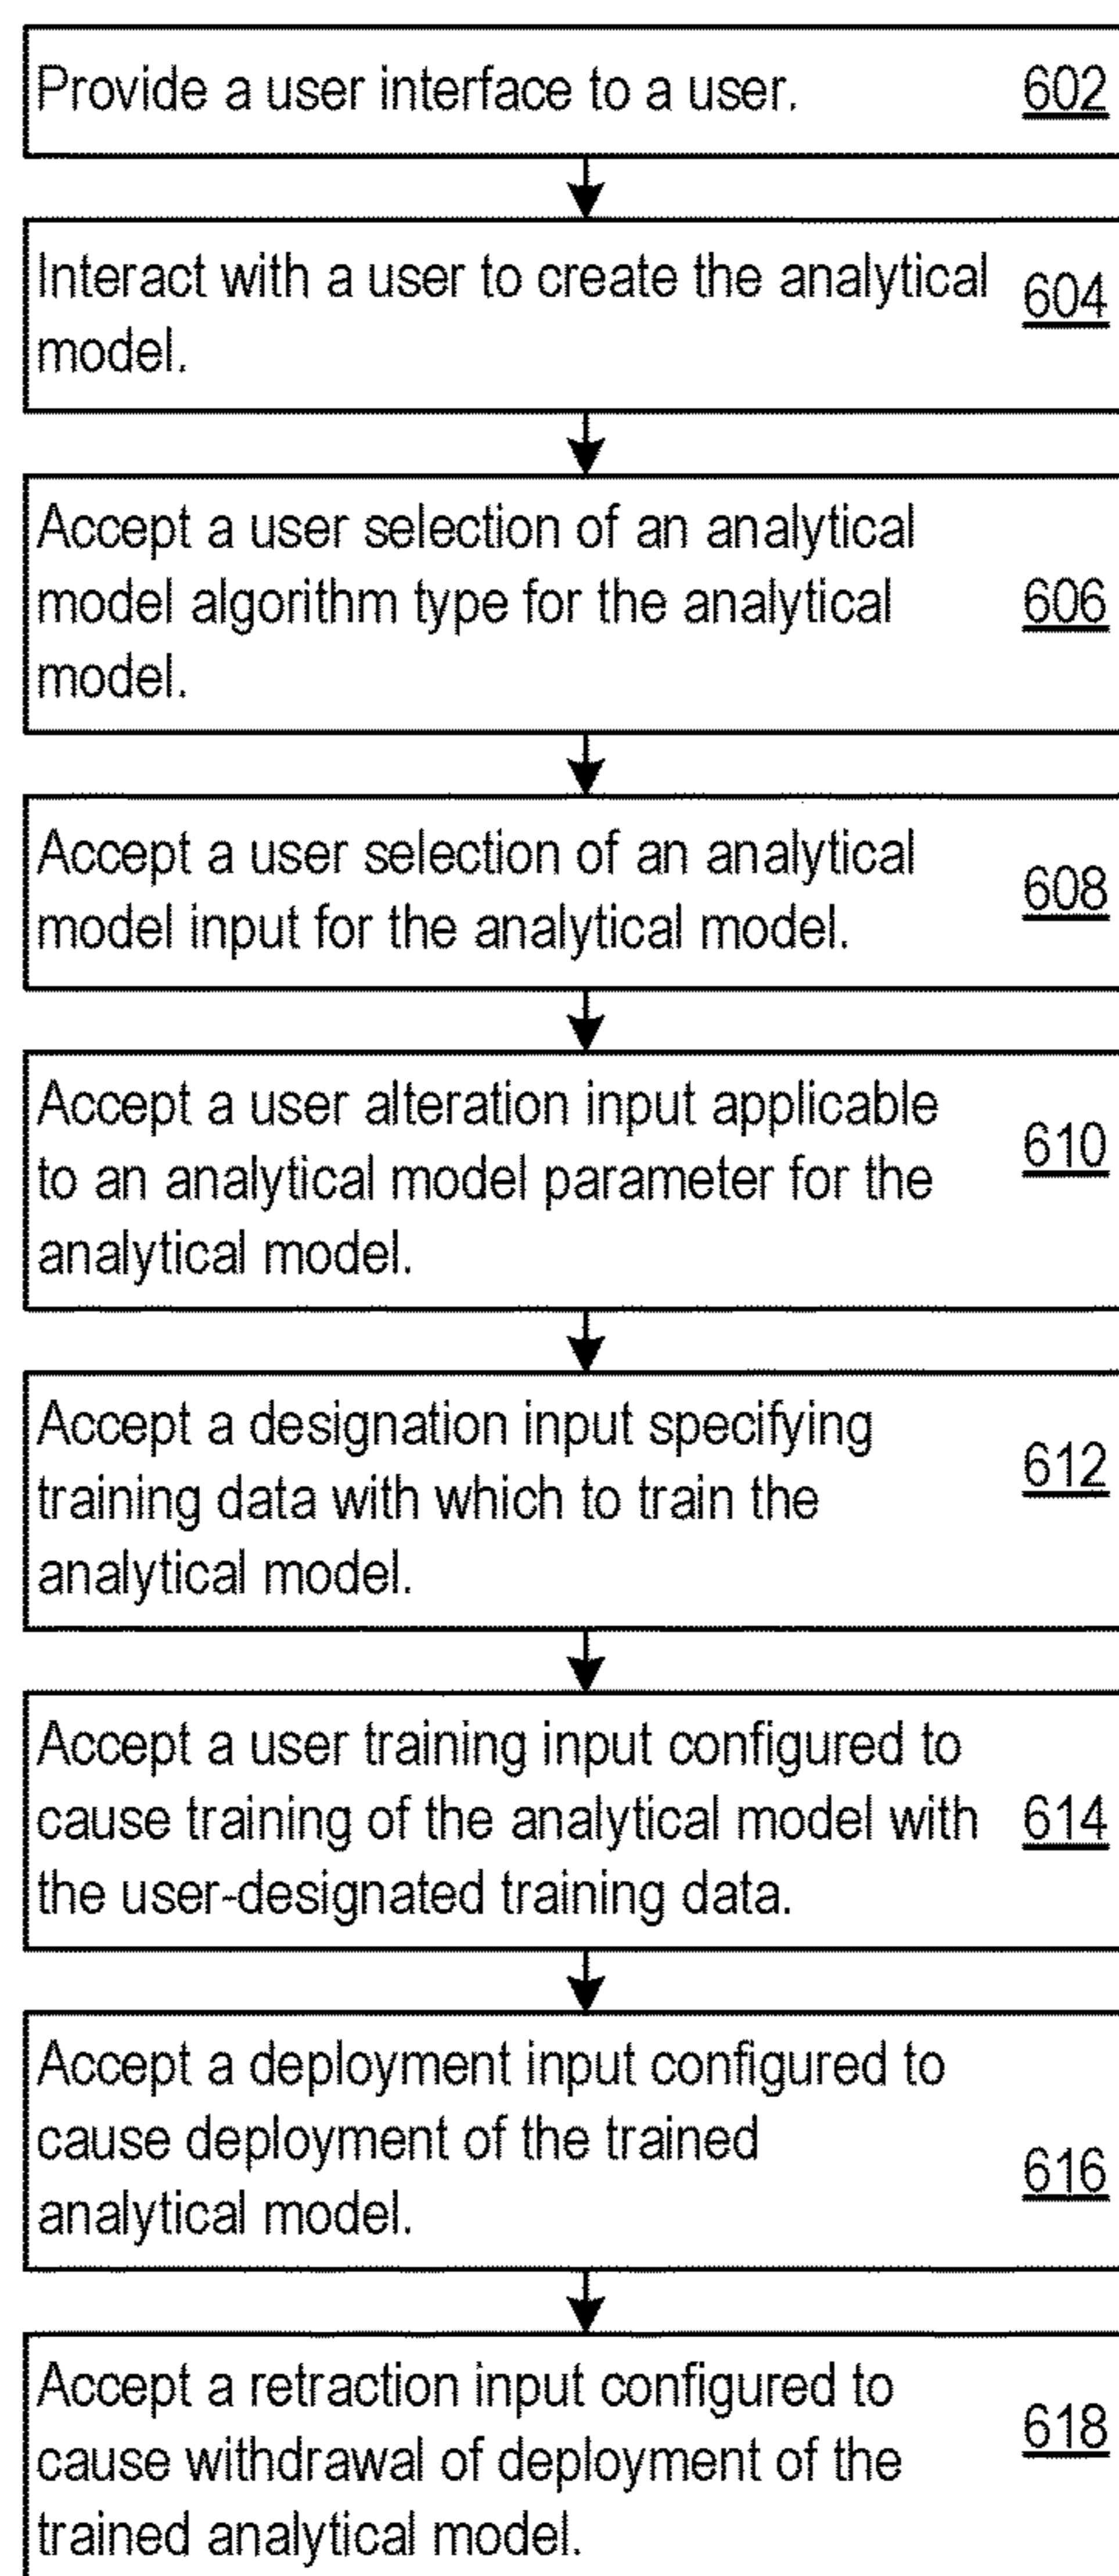 Provide a user interface to a user. 602
Interact with a user to create the analytical 604
model.
Accept a user selection of an analytical
model algorithm type for the analytical 606
model.
Accept a user selection of an analytical 608
model input for the analytical model.
Accept a user alteration input applicable 610
to an analytical model parameter for the
analytical model.
Accept a designation input specifying 612
training data with which to train the
analytical model.
Accept a user training input configured to
cause training of the analytical model with 614
the user-designated training data.
Accept a deployment input configured to
cause deployment of the trained 616
analytical model.
Accept a retraction input configured to 618
cause withdrawal of deployment of the
trained analytical model.